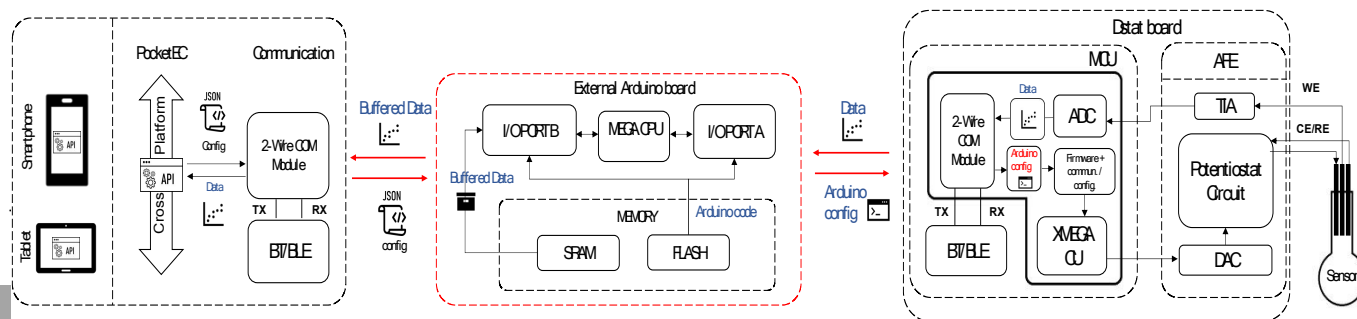 Smartphone
Tablet
API
API
PocketEC
Cross
Platform
API
JSON
Config
Data
Communication
2-Wire COM
Module
TX
RX
BT/BLE
Buffered Data
JSON
config
External Arduino board
I/O PORT B
MEGA CPU
I/O PORT A
Buffered Data
Arduino code
MEMORY
SRAM
FLASH
Data
Arduino
config
Dstat board
MCU
2-Wire
COM
Module
Data
ADC
Arduino
config
Firmware +
commun. /
config.
TX
RX
BT/BLE
XMEGA
CU
AFE
TIA
Potentiostat
Circuit
DAC
WE
CE/RE
Sensor